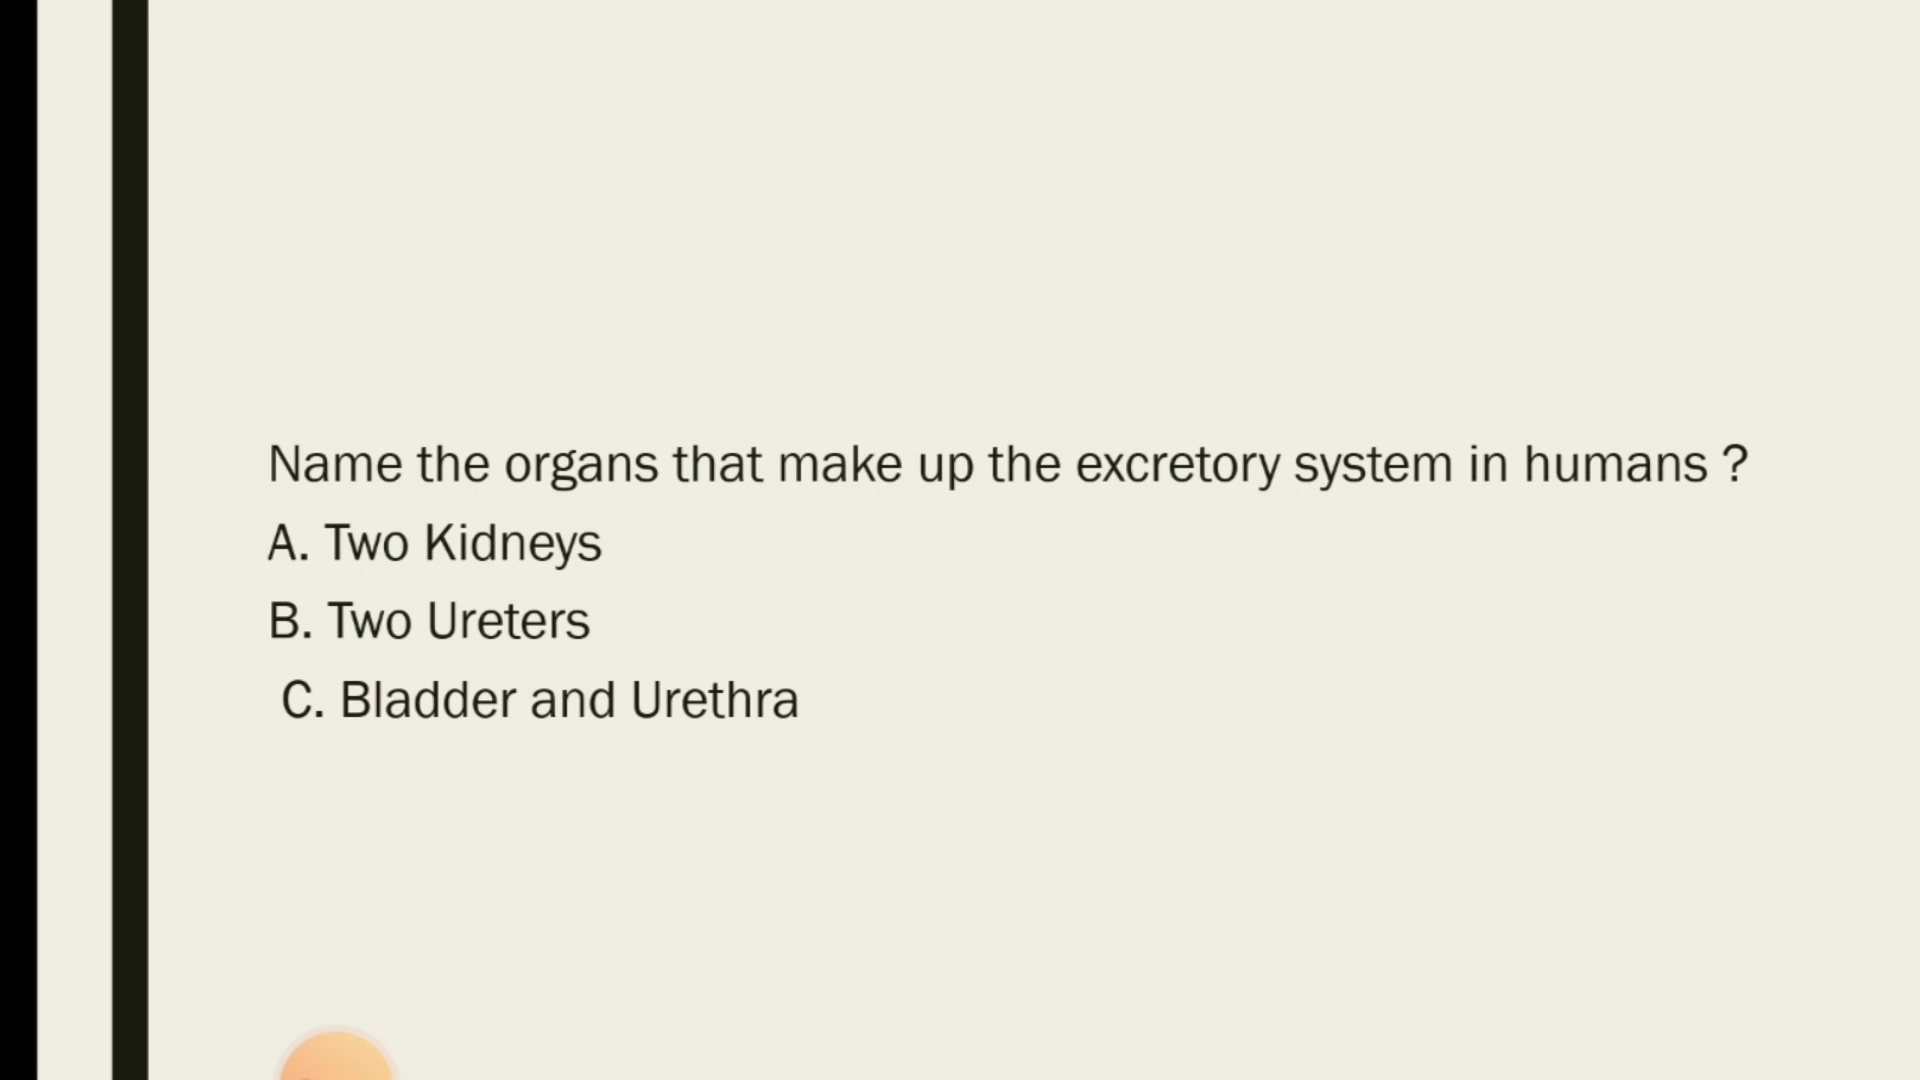 Name the organs that make up the excretory system in humans ?
A. Two Kidneys
B. Two Ureters
C. Bladder and Urethra